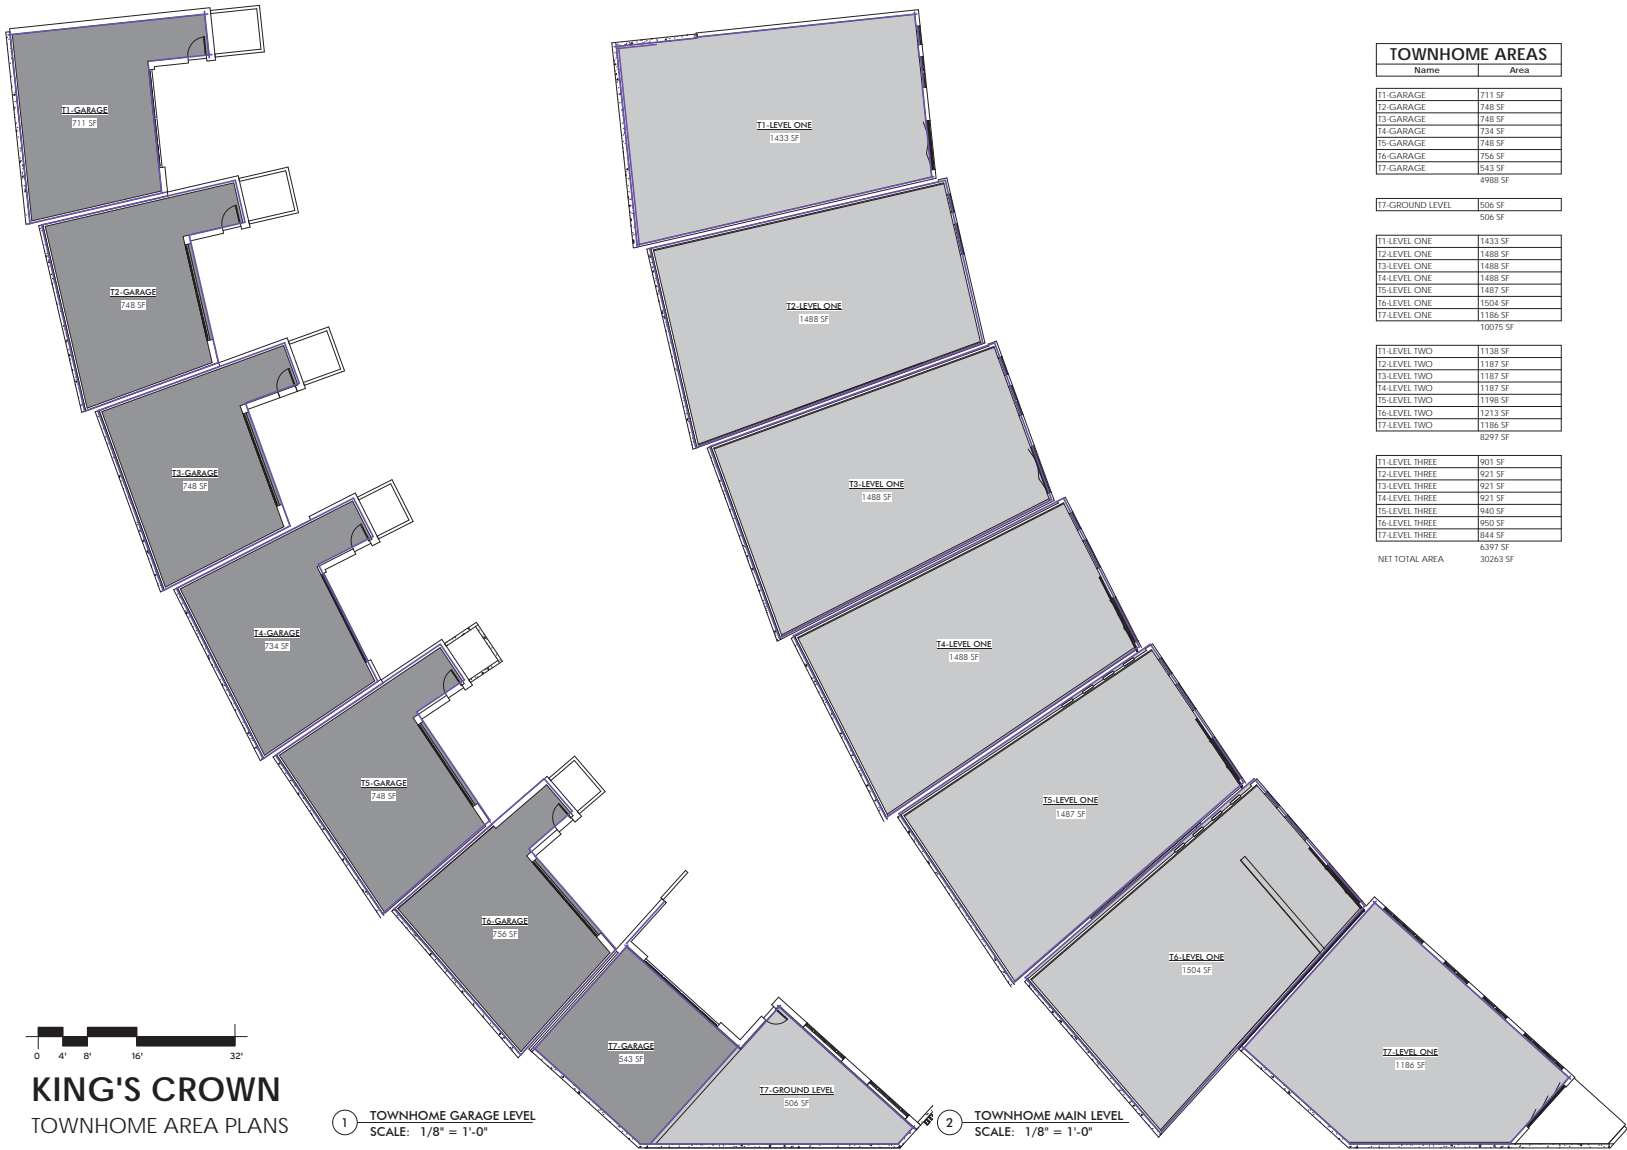 T1-GARAGE
711 SF
T2-GARAGE
748 SF
T3-GARAGE
748 SF
T4-GARAGE
734 SF
T5-GARAGE
748 SF
T6-GARAGE
756 SF
T7-GARAGE
543 SF
T7-GROUND LEVEL
506 SF
T1-LEVEL ONE
1433 SF
T2-LEVEL ONE
1488 SF
T3-LEVEL ONE
1488 SF
T4-LEVEL ONE
1488 SF
T5-LEVEL ONE
1487 SF
T6-LEVEL ONE
1504 SF
T7-LEVEL ONE
1186 SF
TOWNHOME AREAS
Name Area
T1-GARAGE 711 SF
T2-GARAGE 748 SF
T3-GARAGE 748 SF
T4-GARAGE 734 SF
T5-GARAGE 748 SF
T6-GARAGE 756 SF
T7-GARAGE 543 SF
4988 SF
T7-GROUND LEVEL 506 SF
506 SF
T1-LEVEL ONE 1433 SF
T2-LEVEL ONE 1488 SF
T3-LEVEL ONE 1488 SF
T4-LEVEL ONE 1488 SF
T5-LEVEL ONE 1487 SF
T6-LEVEL ONE 1504 SF
T7-LEVEL ONE 1186 SF
10075 SF
T1-LEVEL TWO 1138 SF
T2-LEVEL TWO 1187 SF
T3-LEVEL TWO 1187 SF
T4-LEVEL TWO 1187 SF
T5-LEVEL TWO 1198 SF
T6-LEVEL TWO 1213 SF
T7-LEVEL TWO 1186 SF
8297 SF
T1-LEVEL THREE 901 SF
T2-LEVEL THREE 921 SF
T3-LEVEL THREE 921 SF
T4-LEVEL THREE 921 SF
T5-LEVEL THREE 940 SF
T6-LEVEL THREE 950 SF
T7-LEVEL THREE 844 SF
6397 SF
NET TOTAL AREA 30263 SF
0 4' 8' 16' 32'
KING'S CROWN
TOWNHOME AREA PLANS
1 TOWNHOME GARAGE LEVEL
SCALE: 1/8" = 1'-0"
2 TOWNHOME MAIN LEVEL
SCALE: 1/8" = 1'-0"